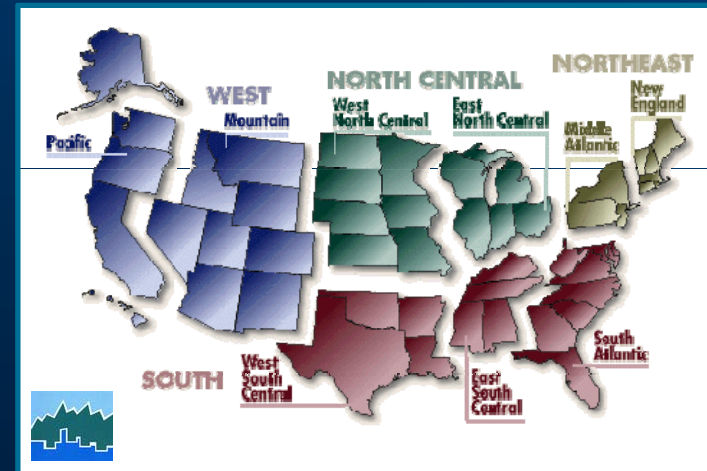 WEST
NORTH CENTRAL
NORTHEAST
Pacific
Mountain
West
North Central
East
North Central
Middle
Atlantic
New
England
SOUTH
West
South
Central
East
South
Central
South
Atlantic